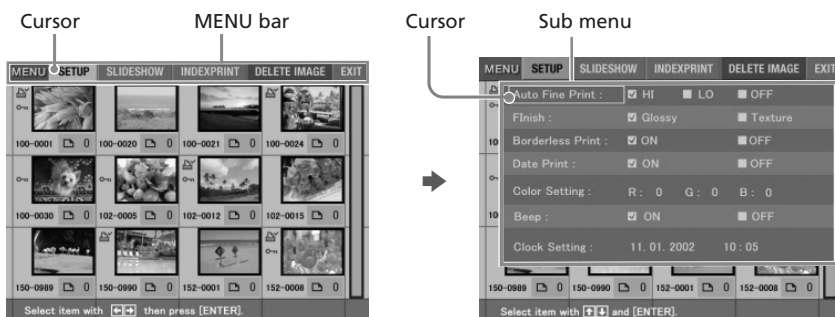 Cursor MENU bar
MENU SETUP SLIDESHOW INDEXPRINT DELETE IMAGE EXIT
100-0001 0 100-0020 0 100-0021 0 100-0024 0
100-0030 0 102-0005 0 102-0012 0 102-0015 0
150-0989 0 150-0990 0 152-0001 0 152-0008 0
Select item with then press [ENTER].
Cursor Sub menu
MENU SETUP SLIDESHOW INDEXPRINT DELETE IMAGE EXIT
Auto Fine Print : HI LO OFF
FInish : Glossy Texture
10 Borderless Print : ON OFF
Date Print : ON OFF
Color Setting : R: 0 G: 0 B: 0
10 Beep : ON OFF
Clock Setting : 11. 01. 2002 10 : 05
150-0989 0 150-0990 0 152-0001 0 152-0008 0
Select item with and [ENTER].